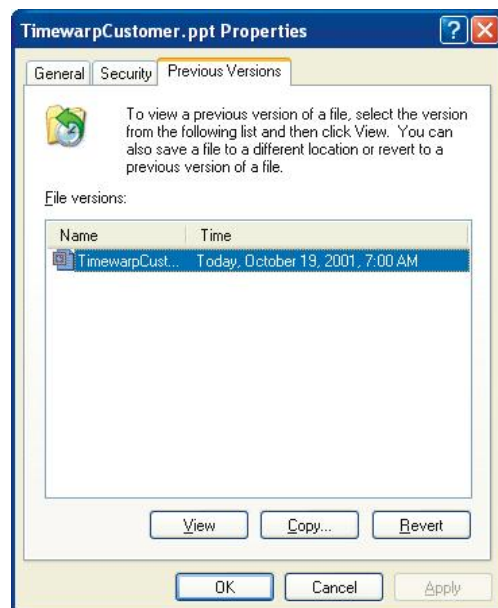 TimewarpCustomer.ppt Properties
General Security Previous Versions
To view a previous version of a file, select the version
from the following list and then click View. You can
also save a file to a different location or revert to a
previous version of a file.
File versions:
Name Time
TimewarpCust... Today, October 19, 2001, 7:00 AM
View Copy... Revert
OK Cancel Apply